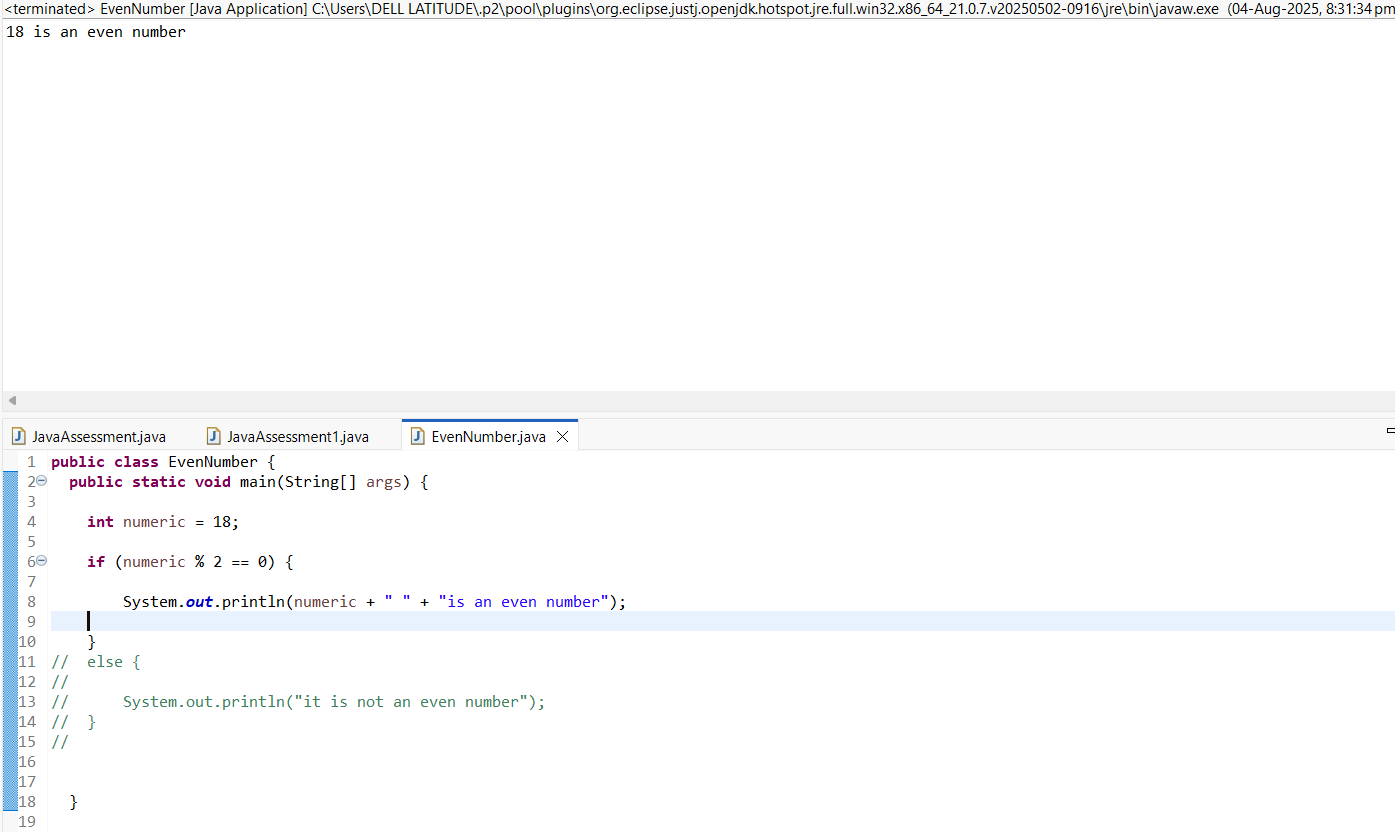 <terminated> EvenNumber [Java Application] C:\Users\DELL LATITUDE\.p2\pool\plugins\org.eclipse.justj.openjdk.hotspot.jre.full.win32.x86_64_21.0.7.v20250502-0916\jre\bin\javaw.exe (04-Aug-2025, 8:31:34 pm
18 is an even number
JavaAssessment.java JavaAssessment1.java EvenNumber.java
1 public class EvenNumber {
2 public static void main(String[] args) {
3
4 int numeric = 18;
5
6 if (numeric % 2 == 0) {
7
8 System.out.println(numeric + " " + "is an even number");
9
10 }
11 // else {
12 //
13 // System.out.println("it is not an even number");
14 // }
15 //
16
17
18 }
19